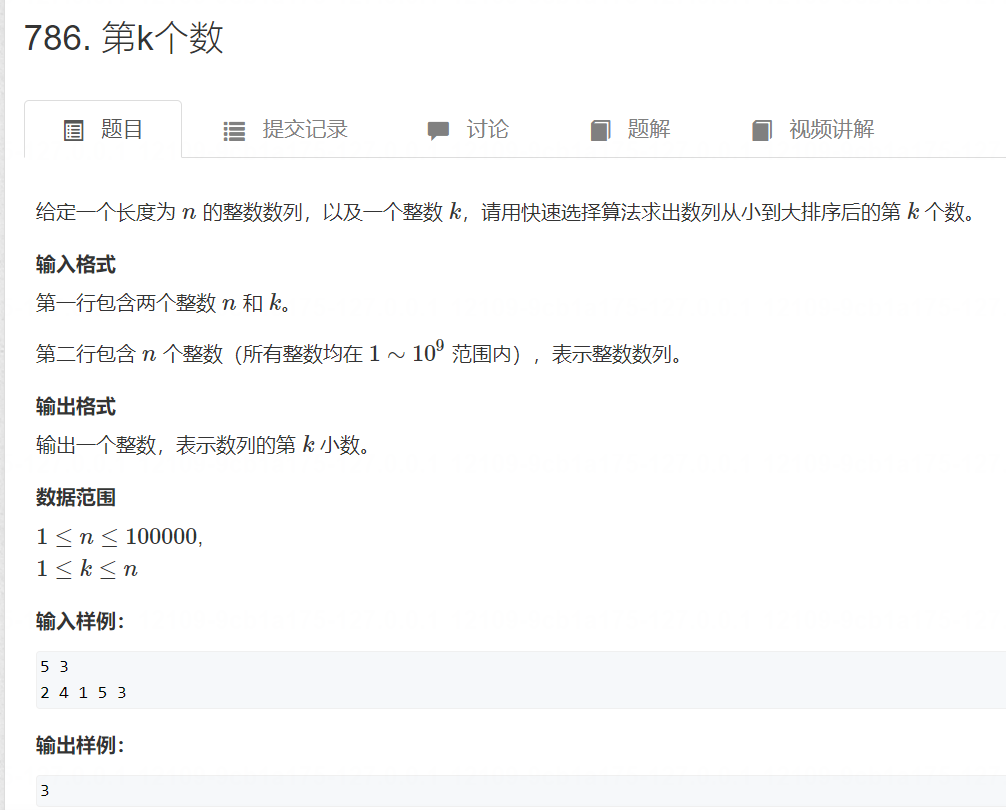 786. 第k个数
题目 提交记录 讨论 题解 视频讲解
给定一个长度为 n 的整数数列，以及一个整数 k，请用快速选择算法求出数列从小到大排序后的第 k 个数。
输入格式
第一行包含两个整数 n 和 k。
第二行包含 n 个整数（所有整数均在 1 ∼ 10⁹ 范围内），表示整数数列。
输出格式
输出一个整数，表示数列的第 k 小数。
数据范围
1 ≤ n ≤ 100000,
1 ≤ k ≤ n
输入样例：
5 3
2 4 1 5 3
输出样例：
3